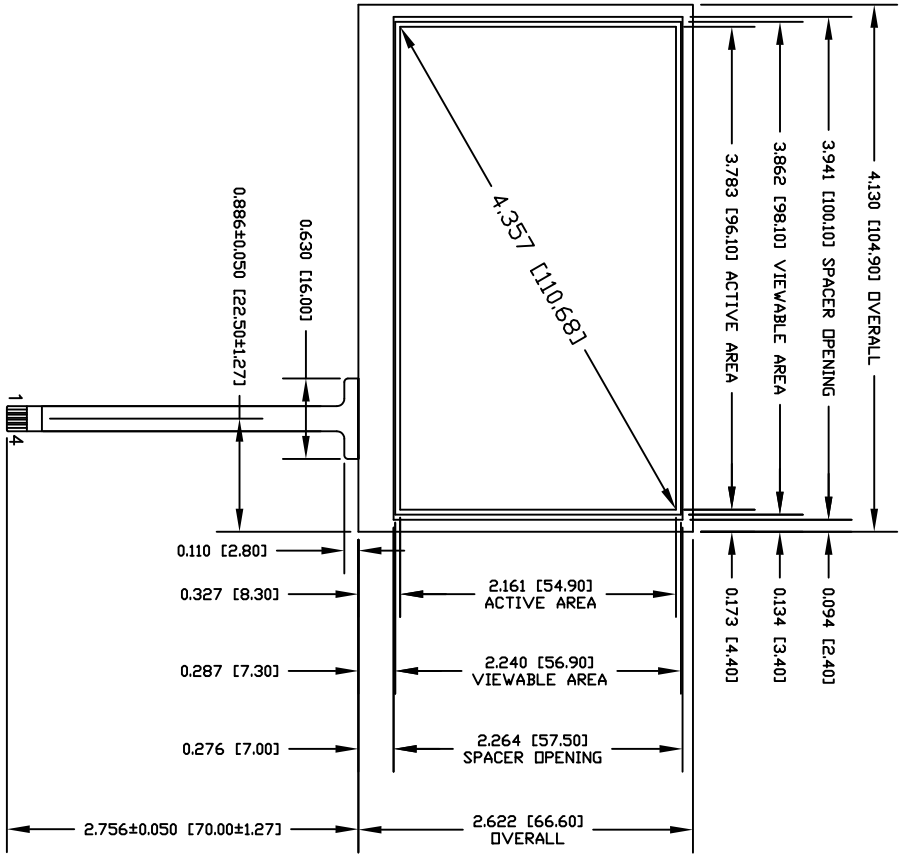 4.130 [104.90] OVERALL
3.941 [100.10] SPACER OPENING
3.862 [98.10] VIEWABLE AREA
3.783 [96.10] ACTIVE AREA
4.357 [110.68]
0.886±0.050 [22.50±1.27]
0.630 [16.00]
1
4
0.110 [2.80]
0.327 [8.30]
2.161 [54.90]
ACTIVE AREA
0.173 [4.40]
0.134 [3.40]
0.094 [2.40]
0.287 [7.30]
2.240 [56.90]
VIEWABLE AREA
0.276 [7.00]
2.264 [57.50]
SPACER OPENING
2.756±0.050 [70.00±1.27]
2.622 [66.60]
OVERALL